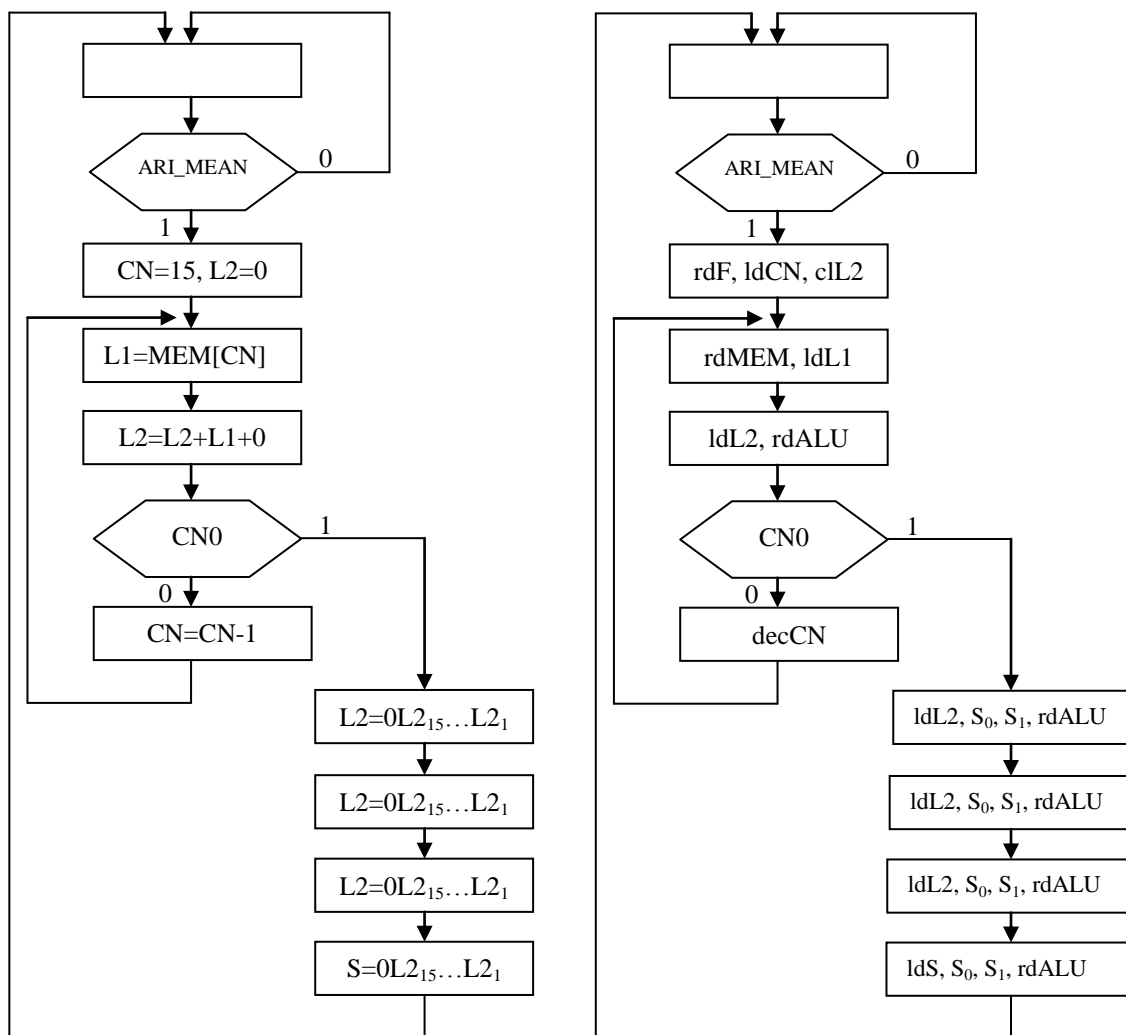 ARI_MEAN
0
1
CN=15, L2=0
L1=MEM[CN]
L2=L2+L1+0
CN0
1
0
CN=CN-1
L2=0L2₁₅…L2₁
L2=0L2₁₅…L2₁
L2=0L2₁₅…L2₁
S=0L2₁₅…L2₁
ARI_MEAN
0
1
rdF, ldCN, clL2
rdMEM, ldL1
ldL2, rdALU
CN0
1
0
decCN
ldL2, S₀, S₁, rdALU
ldL2, S₀, S₁, rdALU
ldL2, S₀, S₁, rdALU
ldS, S₀, S₁, rdALU